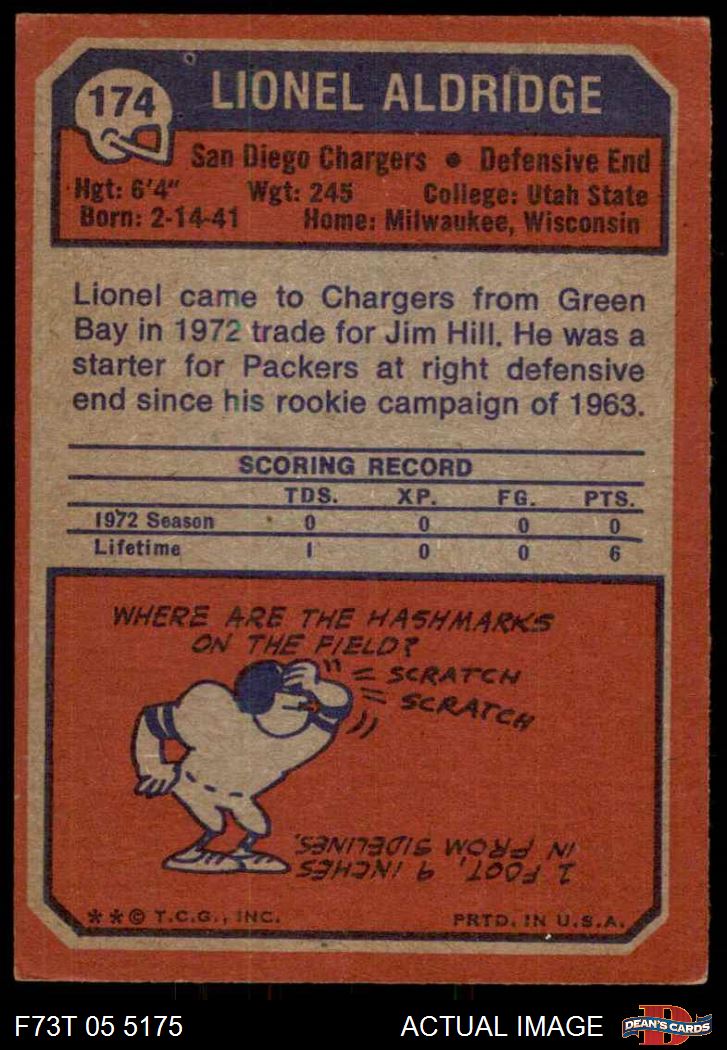 174
LIONEL ALDRIDGE
San Diego Chargers • Defensive End
Hgt: 6'4" Wgt: 245 College: Utah State
Born: 2-14-41 Home: Milwaukee, Wisconsin
Lionel came to Chargers from Green
Bay in 1972 trade for Jim Hill. He was a
starter for Packers at right defensive
end since his rookie campaign of 1963.
SCORING RECORD
TDS. XP. FG. PTS.
1972 Season 0 0 0 0
Lifetime 1 0 0 6
WHERE ARE THE HASHMARKS
ON THE FIELD?
SCRATCH
SCRATCH
1 FOOT, 9 INCHES
IN FROM SIDELINES.
**© T.C.G., INC. PRTD. IN U.S.A.
F73T 05 5175 ACTUAL IMAGE
D
DEAN'S CARDS